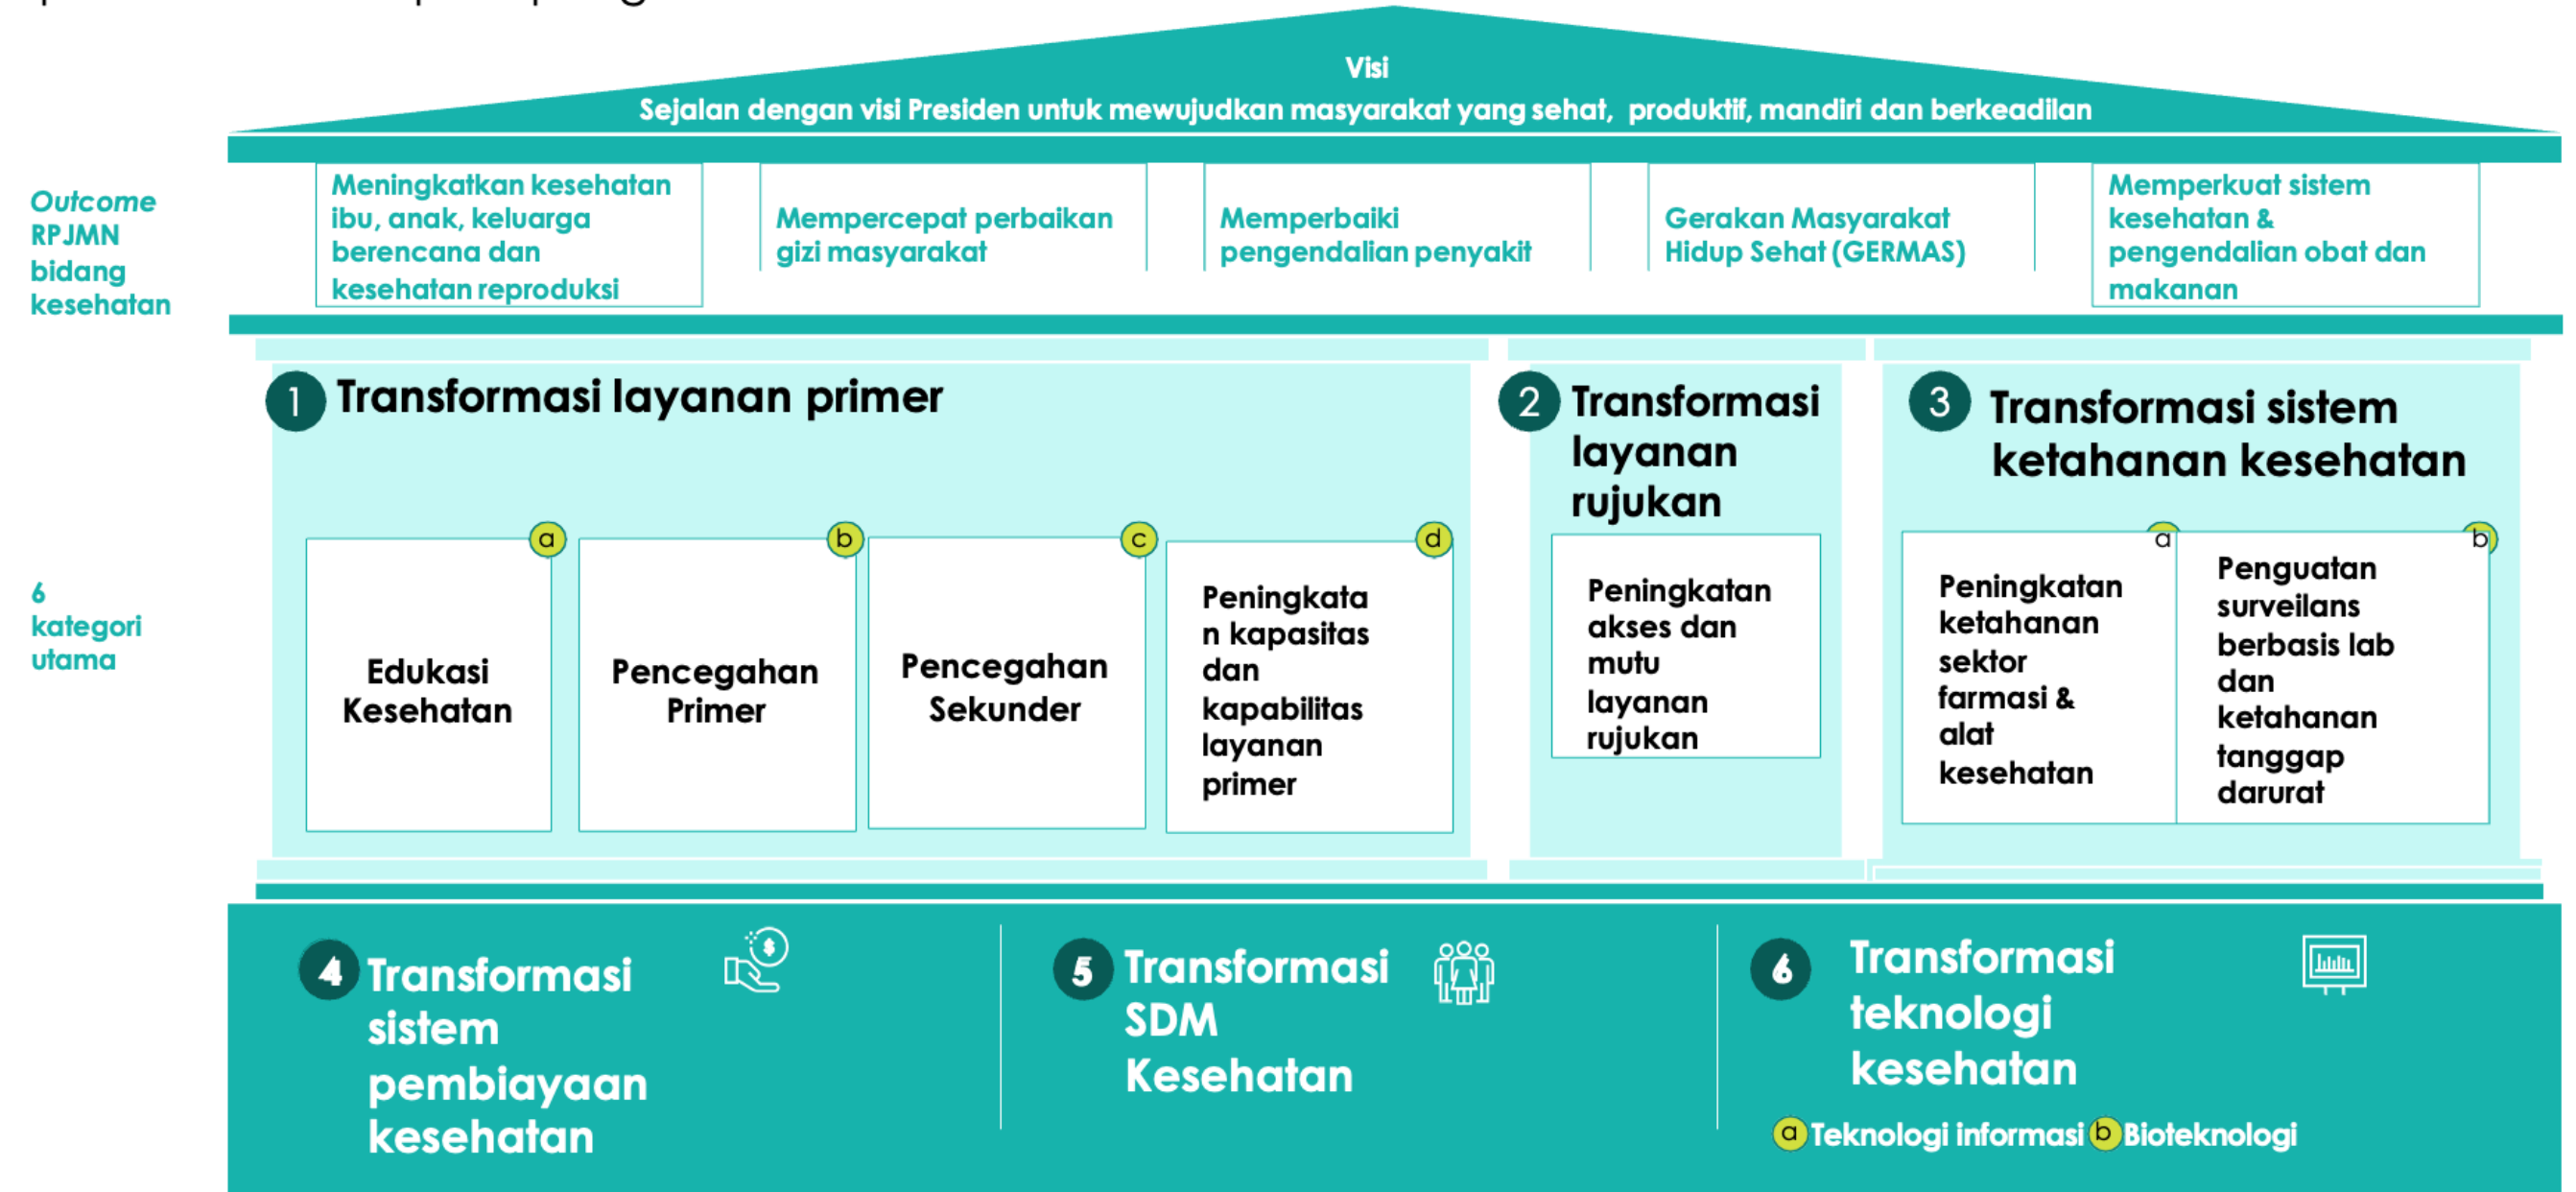 Visi
Sejalan dengan visi Presiden untuk mewujudkan masyarakat yang sehat, produktif, mandiri dan berkeadilan
Outcome
RPJMN
bidang
kesehatan
Meningkatkan kesehatan
ibu, anak, keluarga
berencana dan
kesehatan reproduksi
Mempercepat perbaikan
gizi masyarakat
Memperbaiki
pengendalian penyakit
Gerakan Masyarakat
Hidup Sehat (GERMAS)
Memperkuat sistem
kesehatan &
pengendalian obat dan
makanan
6
kategori
utama
1 Transformasi layanan primer
a
Edukasi
Kesehatan
b
Pencegahan
Primer
c
Pencegahan
Sekunder
d
Peningkata
n kapasitas
dan
kapabilitas
layanan
primer
2 Transformasi
layanan
rujukan
Peningkatan
akses dan
mutu
layanan
rujukan
3 Transformasi sistem
ketahanan kesehatan
a
Peningkatan
ketahanan
sektor
farmasi &
alat
kesehatan
b
Penguatan
surveilans
berbasis lab
dan
ketahanan
tanggap
darurat
4 Transformasi
sistem
pembiayaan
kesehatan
$
5 Transformasi
SDM
Kesehatan
6 Transformasi
teknologi
kesehatan
a Teknologi informasi b Bioteknologi